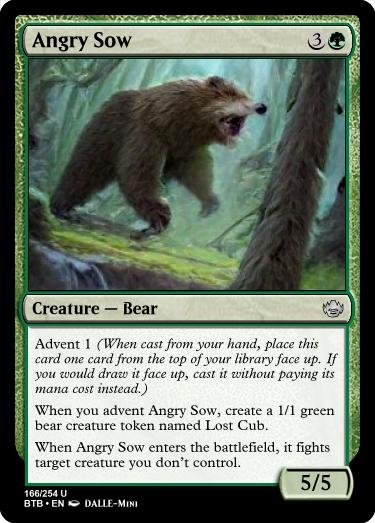 Angry Sow 3
Creature — Bear
Advent 1 (When cast from your hand, place this
card one card from the top of your library face up. If
you would draw it face up, cast it without paying its
mana cost instead.)
When you advent Angry Sow, create a 1/1 green
bear creature token named Lost Cub.
When Angry Sow enters the battlefield, it fights
target creature you don't control.
5/5
166/254 U
BTB • EN DALLE-Mini